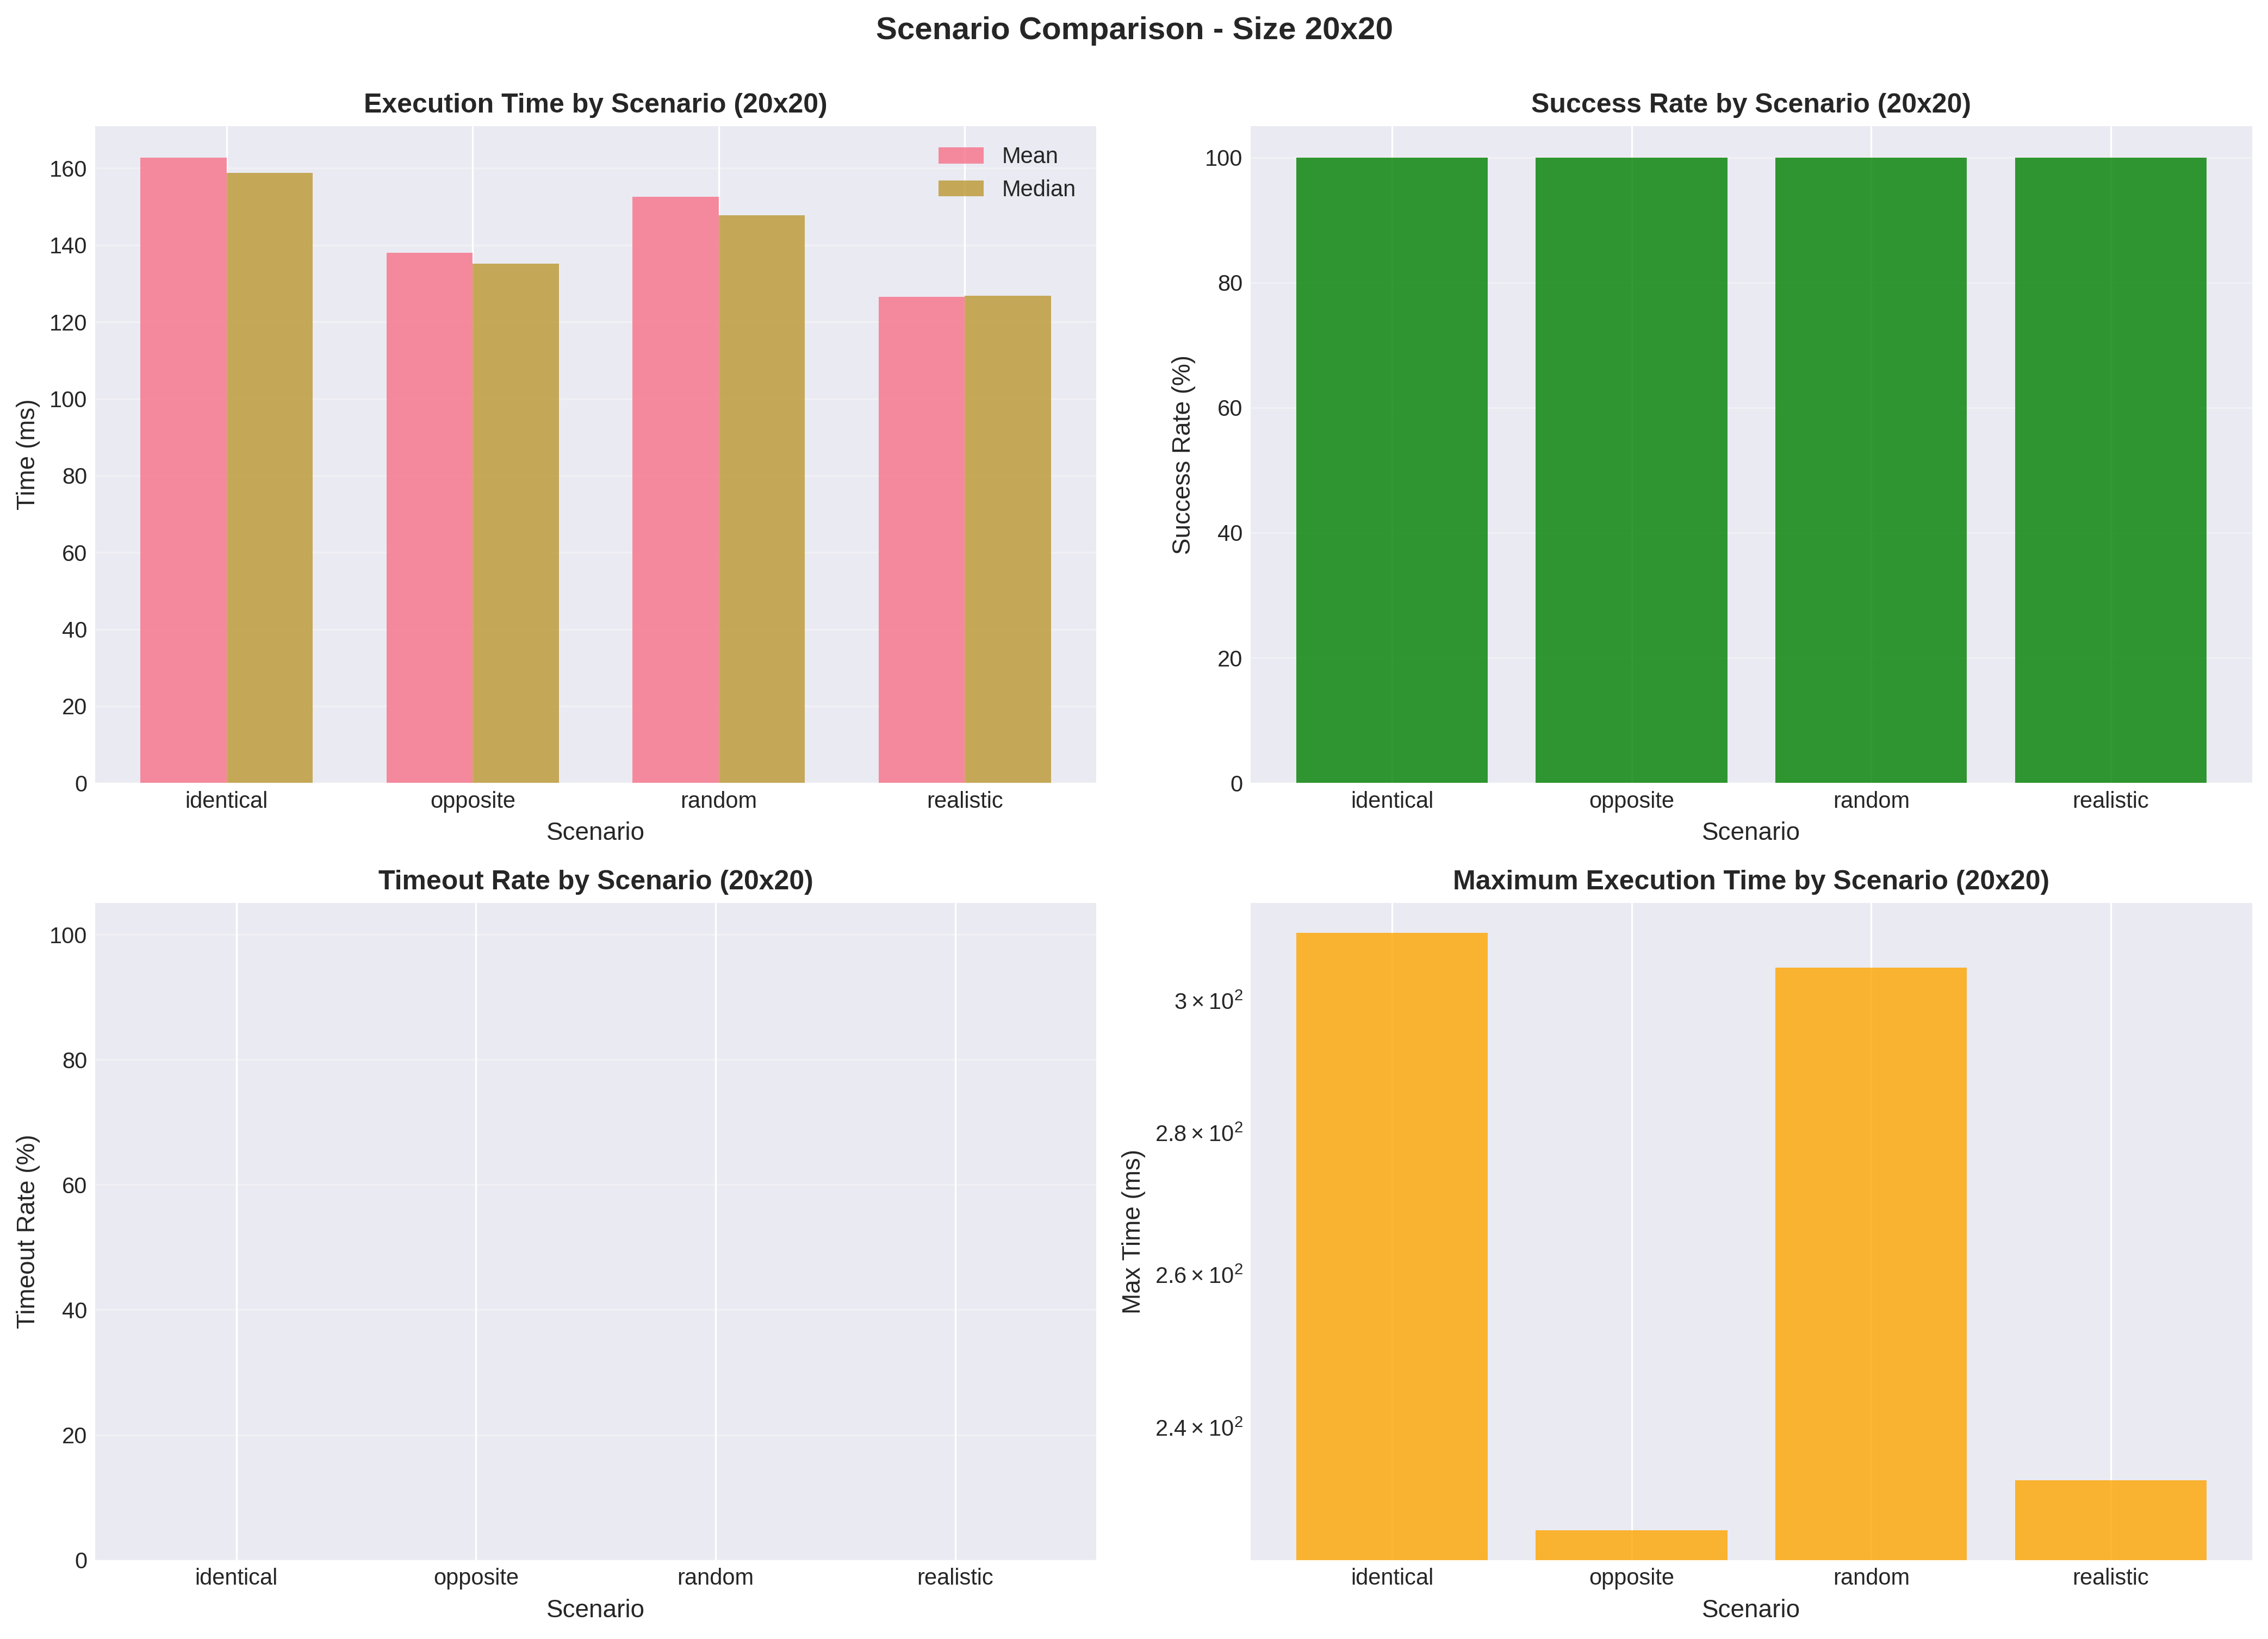 Scenario Comparison - Size 20x20
Execution Time by Scenario (20x20)
Time (ms)
160
140
120
100
80
60
40
20
0
Mean
Median
identical opposite random realistic
Scenario
Success Rate by Scenario (20x20)
Success Rate (%)
100
80
60
40
20
0
identical opposite random realistic
Scenario
Timeout Rate by Scenario (20x20)
Timeout Rate (%)
100
80
60
40
20
0
identical opposite random realistic
Scenario
Maximum Execution Time by Scenario (20x20)
Max Time (ms)
3 × 10²
2.8 × 10²
2.6 × 10²
2.4 × 10²
identical opposite random realistic
Scenario